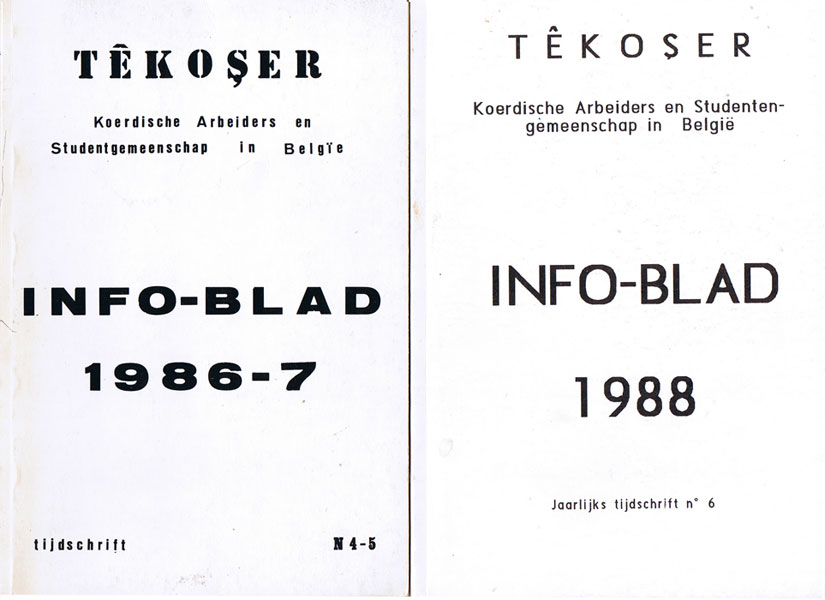 TÊKOŞER
Koerdische Arbeiders en
Studentgemeenschap in Belgïe
INFO-BLAD
1986-7
tijdschrift N 4-5
TÊKOŞER
Koerdische Arbeiders en Studenten-
gemeenschap in België
INFO-BLAD
1988
Jaarlijks tijdschrift n° 6